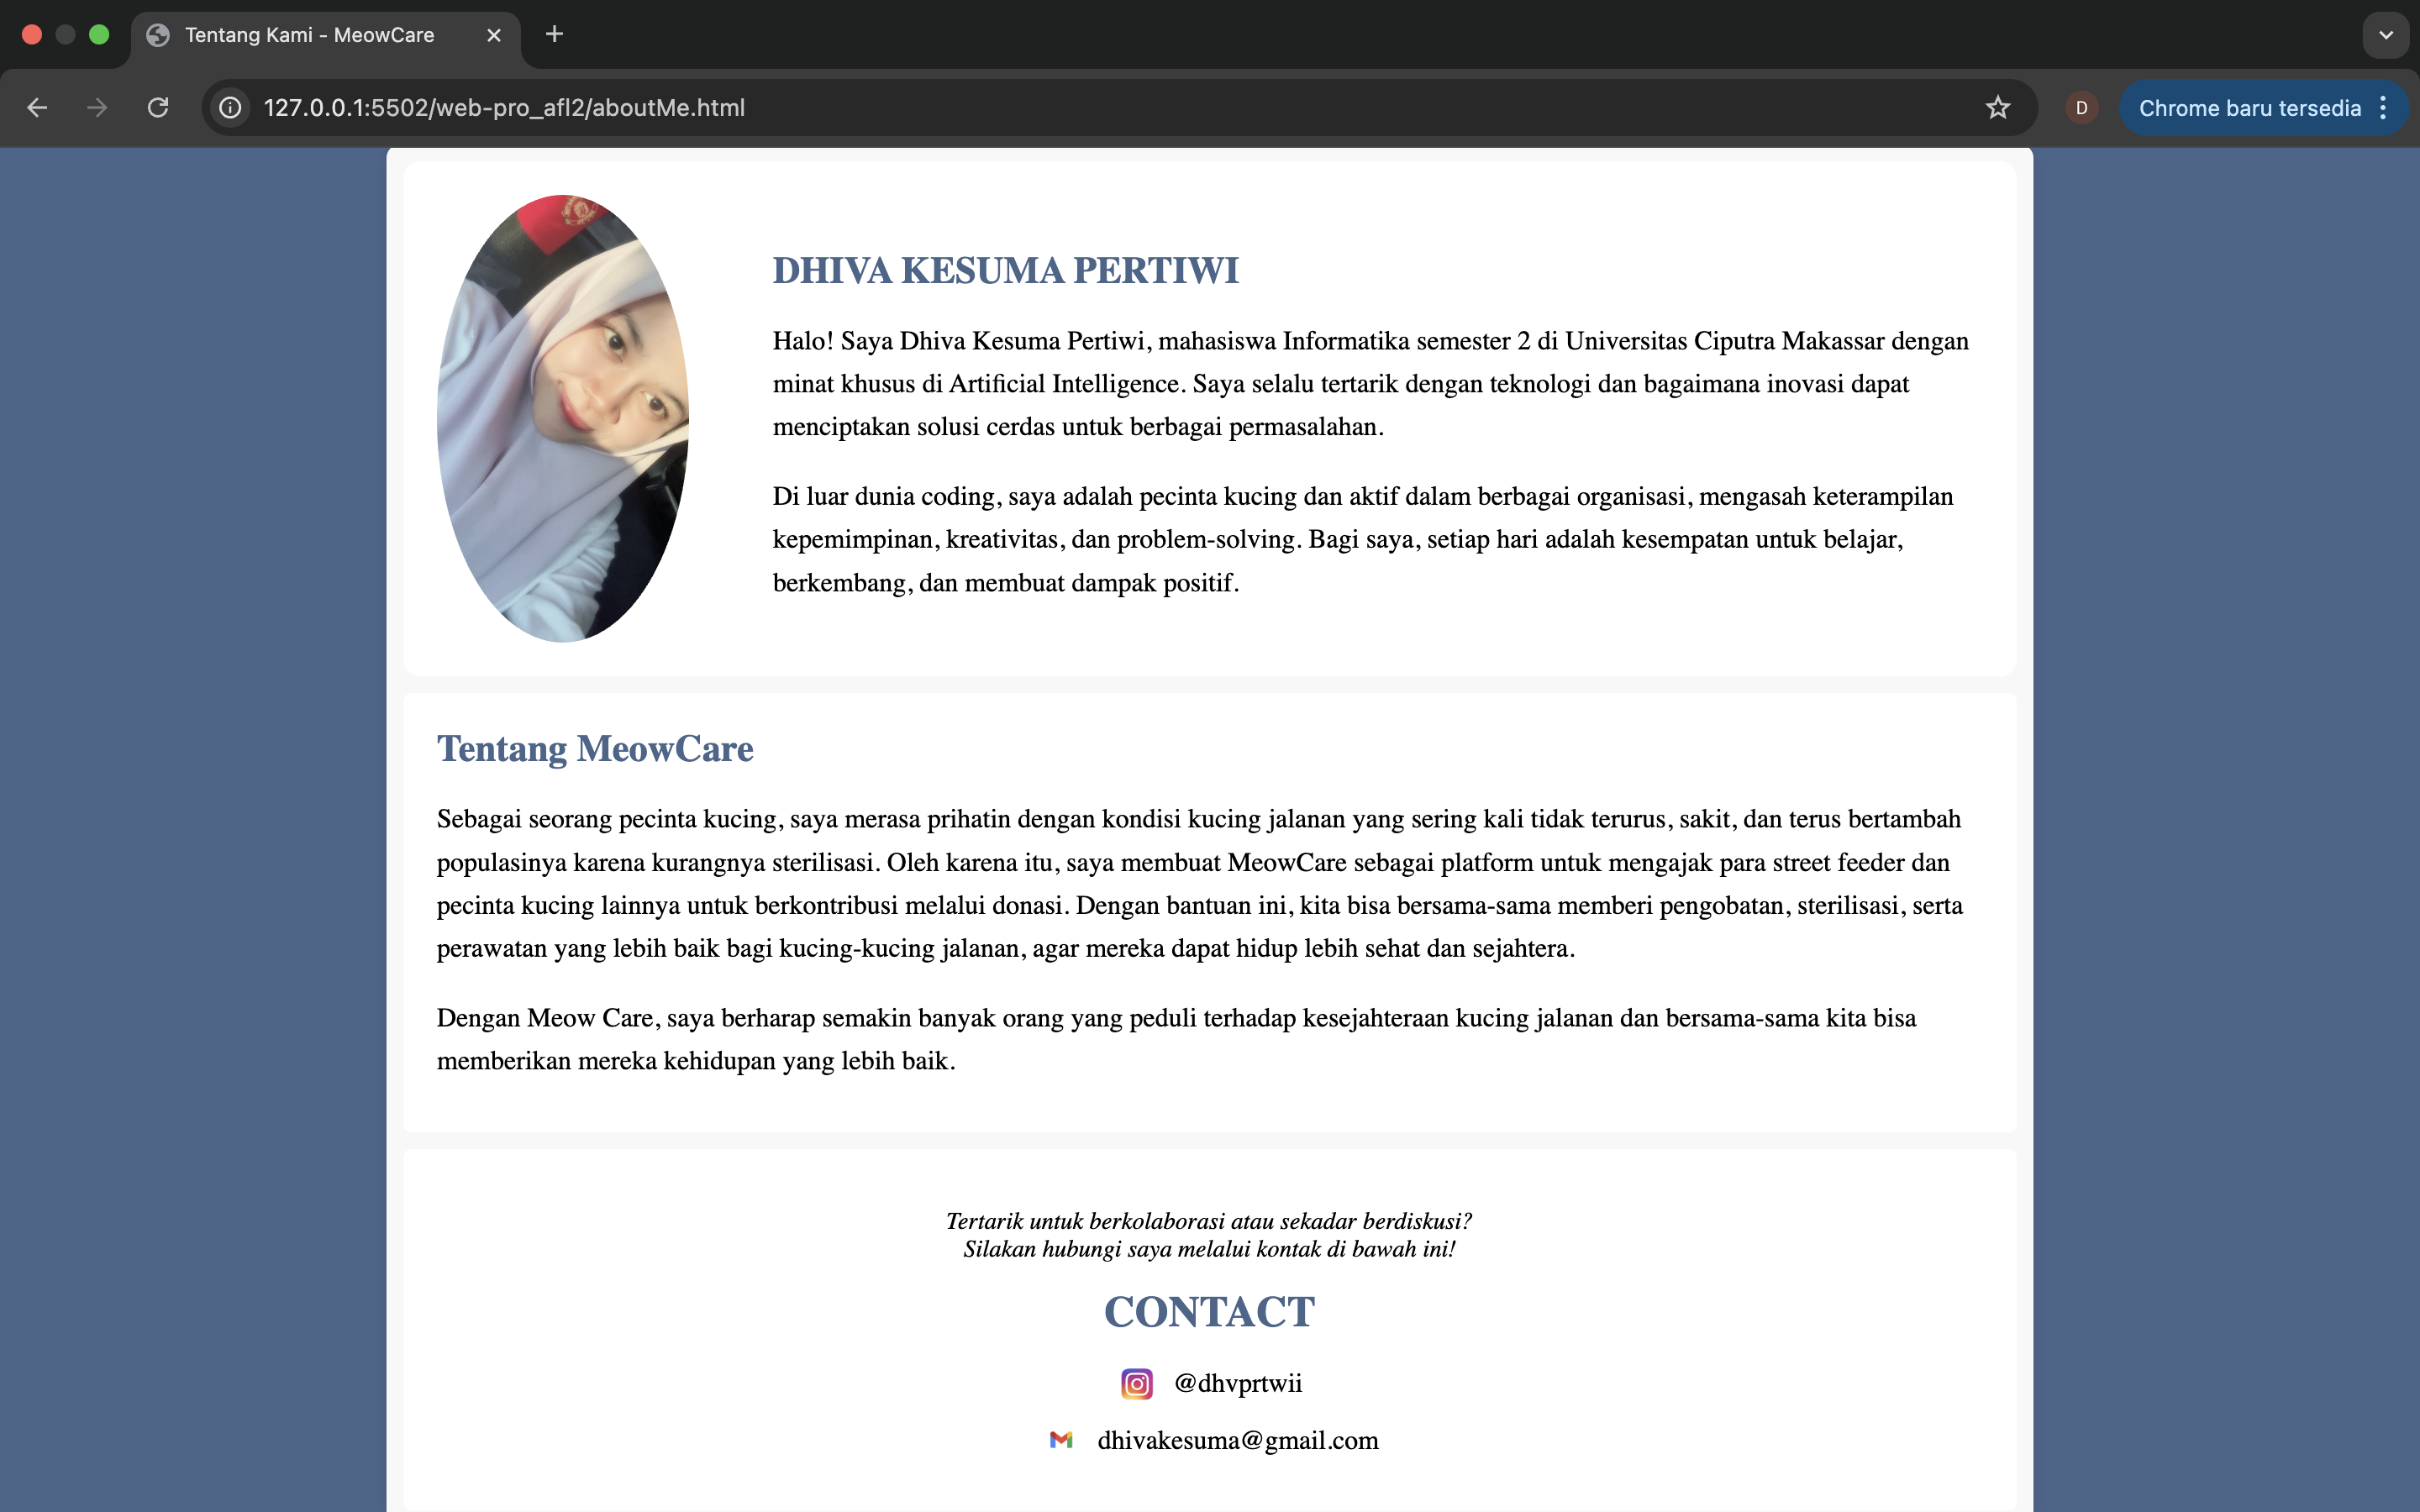 Tentang Kami - MeowCare
127.0.0.1:5502/web-pro_afl2/aboutMe.html
D
Chrome baru tersedia
DHIVA KESUMA PERTIWI
Halo! Saya Dhiva Kesuma Pertiwi, mahasiswa Informatika semester 2 di Universitas Ciputra Makassar dengan
minat khusus di Artificial Intelligence. Saya selalu tertarik dengan teknologi dan bagaimana inovasi dapat
menciptakan solusi cerdas untuk berbagai permasalahan.
Di luar dunia coding, saya adalah pecinta kucing dan aktif dalam berbagai organisasi, mengasah keterampilan
kepemimpinan, kreativitas, dan problem-solving. Bagi saya, setiap hari adalah kesempatan untuk belajar,
berkembang, dan membuat dampak positif.
Tentang MeowCare
Sebagai seorang pecinta kucing, saya merasa prihatin dengan kondisi kucing jalanan yang sering kali tidak terurus, sakit, dan terus bertambah
populasinya karena kurangnya sterilisasi. Oleh karena itu, saya membuat MeowCare sebagai platform untuk mengajak para street feeder dan
pecinta kucing lainnya untuk berkontribusi melalui donasi. Dengan bantuan ini, kita bisa bersama-sama memberi pengobatan, sterilisasi, serta
perawatan yang lebih baik bagi kucing-kucing jalanan, agar mereka dapat hidup lebih sehat dan sejahtera.
Dengan Meow Care, saya berharap semakin banyak orang yang peduli terhadap kesejahteraan kucing jalanan dan bersama-sama kita bisa
memberikan mereka kehidupan yang lebih baik.
Tertarik untuk berkolaborasi atau sekadar berdiskusi?
Silakan hubungi saya melalui kontak di bawah ini!
CONTACT
@dhvprtwii
dhivakesuma@gmail.com